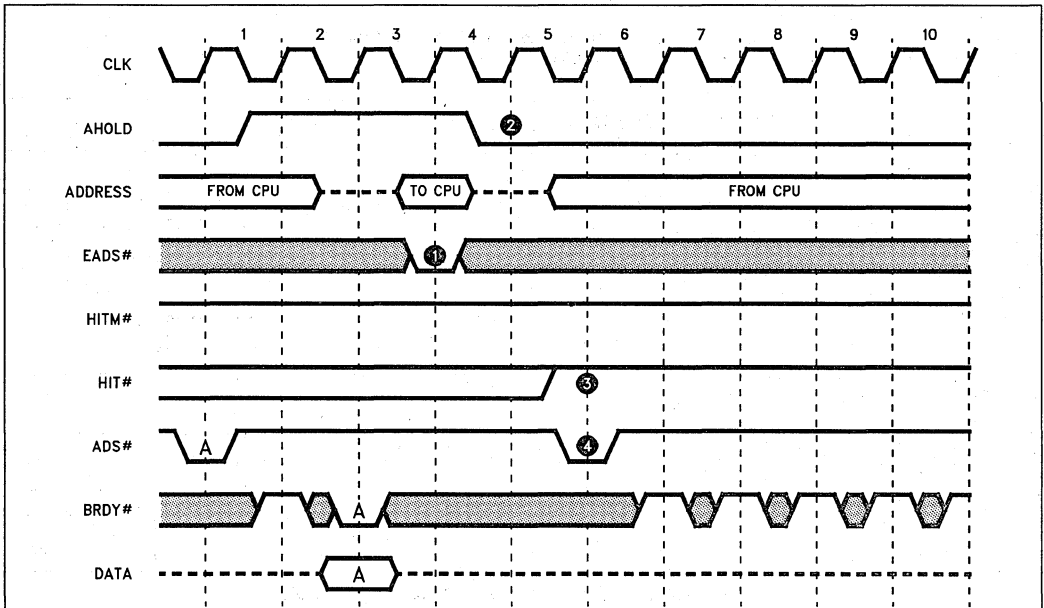 1 2 3 4 5 6 7 8 9 10
CLK
AHOLD 2
ADDRESS FROM CPU TO CPU FROM CPU
EADS# 1
HITM#
HIT# 3
ADS# A 4
BRDY# A
DATA A